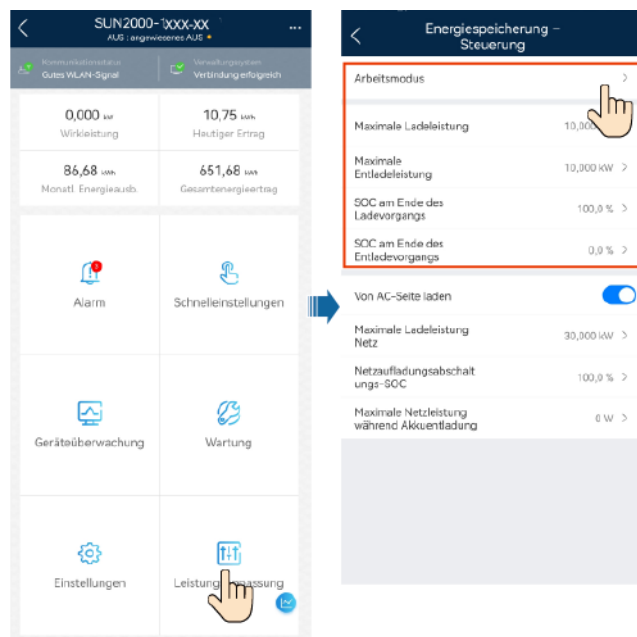 SUN2000-1XXX-XX
AUS : angewiesenes AUS
Kommunikationsstatus
Gutes WLAN-Signal
Verwaltungssystem
Verbindung erfolgreich
0,000 kW
Wirkleistung
10,75 kWh
Heutiger Ertrag
86,68 kWh
Monatl. Energieausb.
651,68 kWh
Gesamtenergieertrag
Alarm
Schnelleinstellungen
Geräteüberwachung
Wartung
Einstellungen
Energiespeicherung –
Steuerung
Arbeitsmodus
Maximale Ladeleistung
Maximale
Entladeleistung
10,000 kW
SOC am Ende des
Ladevorgangs
100,0 %
SOC am Ende des
Entladevorgangs
0,0 %
Von AC-Seite laden
Maximale Ladeleistung
Netz
30,000 kW
Netzaufladungsabschalt
ungs-SOC
100,0 %
Maximale Netzleistung
während Akkuentladung
0 W